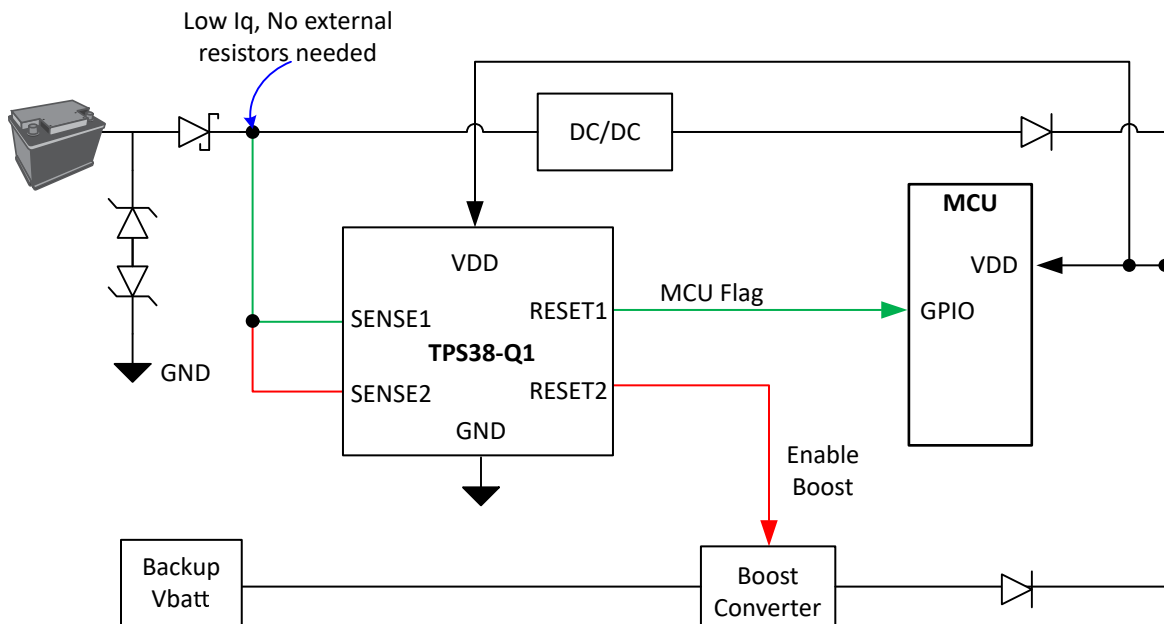 Low Iq, No external
resistors needed
DC/DC
MCU
VDD
VDD
RESET1
MCU Flag
GPIO
SENSE1
TPS38-Q1
GND
SENSE2
RESET2
GND
Enable
Boost
Backup
Vbatt
Boost
Converter